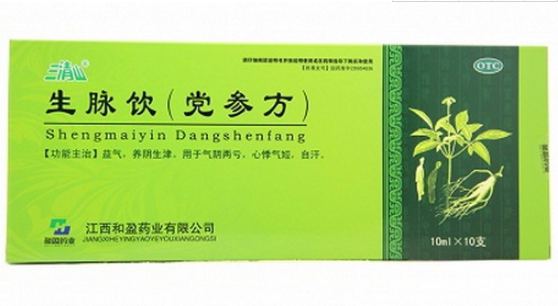 三清山
OTC
生脉饮（党参方）
Shengmaiyin Dangshenfang
【功能主治】益气，养阴生津。用于气阴两亏，心悸气短，自汗。
江西和盈药业有限公司
JIANGXIHEYINGYAOYEYOUXIANGONGSI
10ml×10支